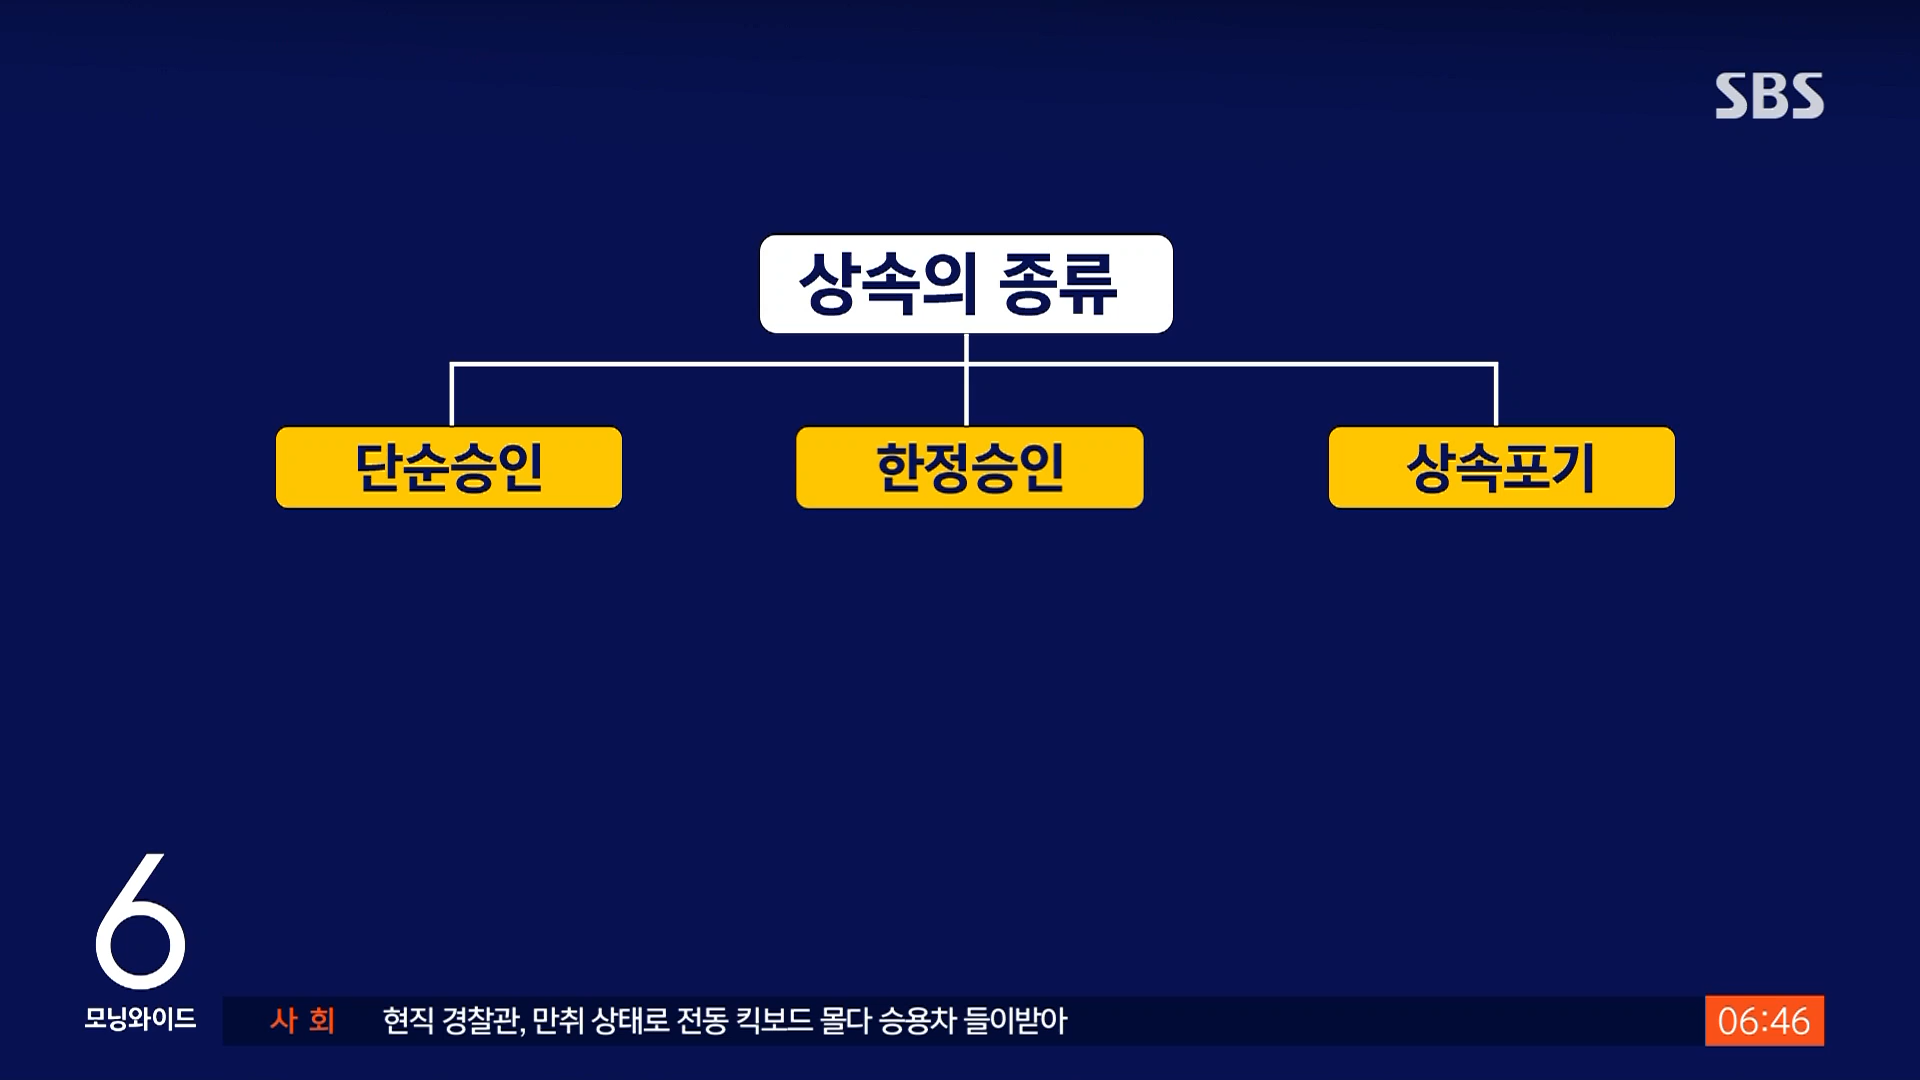 SBS
상속의 종류
단순승인
한정승인
상속포기
6
모닝와이드
사 회
현직 경찰관, 만취 상태로 전동 킥보드 몰다 승용차 들이받아
06:46